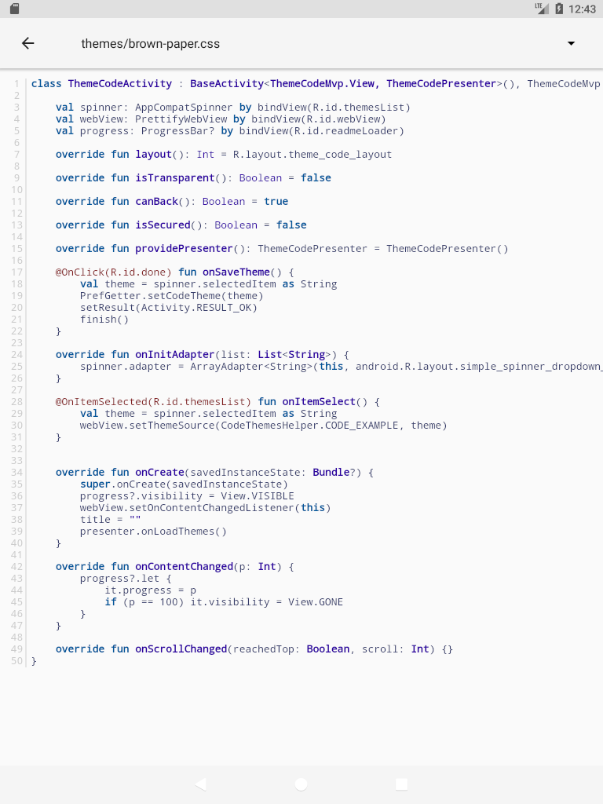 LTE 12:43
themes/brown-paper.css
1 class ThemeCodeActivity : BaseActivity<ThemeCodeMvp.View, ThemeCodePresenter>(), ThemeCodeMvp
2
3     val spinner: AppCompatSpinner by bindView(R.id.themesList)
4     val webView: PrettifyWebView by bindView(R.id.webview)
5     val progress: ProgressBar? by bindView(R.id.readmeLoader)
6
7     override fun layout(): Int = R.layout.theme_code_layout
8
9     override fun isTransparent(): Boolean = false
10
11     override fun canBack(): Boolean = true
12
13     override fun isSecured(): Boolean = false
14
15     override fun providePresenter(): ThemeCodePresenter = ThemeCodePresenter()
16
17     @OnClick(R.id.done) fun onSaveTheme() {
18         val theme = spinner.selectedItem as String
19         PrefGetter.setCodeTheme(theme)
20         setResult(Activity.RESULT_OK)
21         finish()
22     }
23
24     override fun onInitAdapter(list: List<String>) {
25         spinner.adapter = ArrayAdapter<String>(this, android.R.layout.simple_spinner_dropdown_
26     }
27
28     @OnItemSelected(R.id.themesList) fun onItemSelect() {
29         val theme = spinner.selectedItem as String
30         webView.setThemeSource(CodeThemesHelper.CODE_EXAMPLE, theme)
31     }
32
33
34     override fun onCreate(savedInstanceState: Bundle?) {
35         super.onCreate(savedInstanceState)
36         progress?.visibility = View.VISIBLE
37         webView.setOnContentChangedListener(this)
38         title = ""
39         presenter.onLoadThemes()
40     }
41
42     override fun onContentChanged(p: Int) {
43         progress?.let {
44             it.progress = p
45             if (p == 100) it.visibility = View.GONE
46         }
47     }
48
49     override fun onScrollChanged(reachedTop: Boolean, scroll: Int) {}
50 }